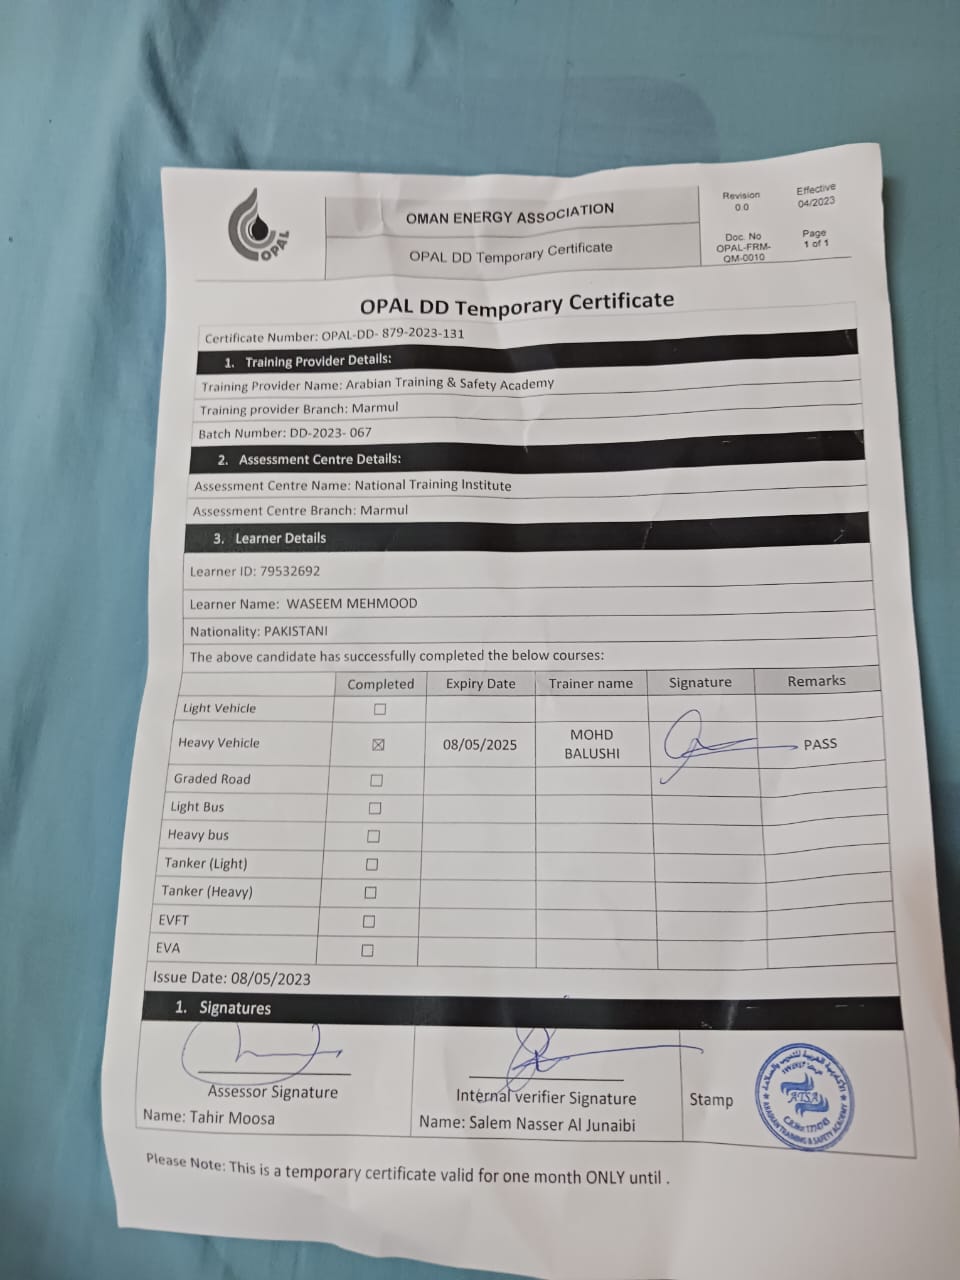 OPAL
OMAN ENERGY ASSOCIATION
OPAL DD Temporary Certificate
Revision
0.0
Effective
04/2023
Doc. No
OPAL-FRM-
QM-0010
Page
1 of 1
OPAL DD Temporary Certificate
Certificate Number: OPAL-DD- 879-2023-131
1. Training Provider Details:
Training Provider Name: Arabian Training & Safety Academy
Training provider Branch: Marmul
Batch Number: DD-2023- 067
2. Assessment Centre Details:
Assessment Centre Name: National Training Institute
Assessment Centre Branch: Marmul
3. Learner Details
Learner ID: 79532692
Learner Name: WASEEM MEHMOOD
Nationality: PAKISTANI
The above candidate has successfully completed the below courses:
Completed Expiry Date Trainer name Signature Remarks
Light Vehicle ☐
Heavy Vehicle ☒ 08/05/2025 MOHD BALUSHI PASS
Graded Road ☐
Light Bus ☐
Heavy bus ☐
Tanker (Light) ☐
Tanker (Heavy) ☐
EVFT ☐
EVA ☐
Issue Date: 08/05/2023
1. Signatures
Assessor Signature
Name: Tahir Moosa
Internal verifier Signature
Name: Salem Nasser Al Junaibi
Stamp
ATSA
ARABIAN TRAINING & SAFETY ACADEMY
Please Note: This is a temporary certificate valid for one month ONLY until .